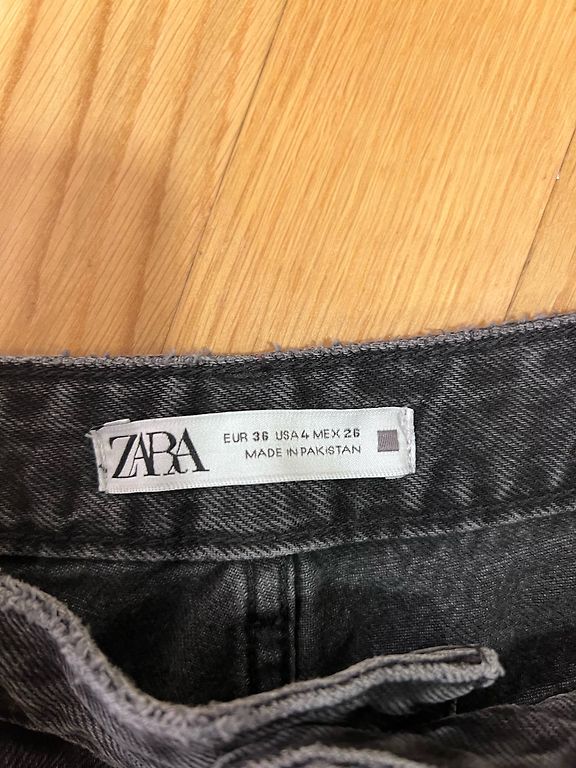 ZARA
EUR 36 USA 4 MEX 26
MADE IN PAKISTAN